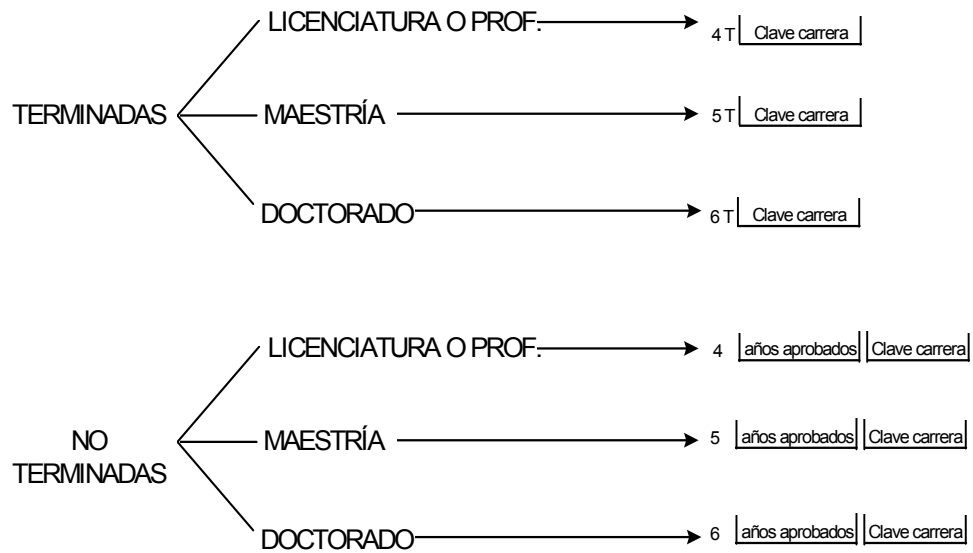 LICENCIATURA O PROF. 4 T Clave carrera
TERMINADAS MAESTRÍA 5 T Clave carrera
DOCTORADO 6 T Clave carrera
LICENCIATURA O PROF. 4 años aprobados Clave carrera
NO
TERMINADAS
MAESTRÍA 5 años aprobados Clave carrera
DOCTORADO 6 años aprobados Clave carrera